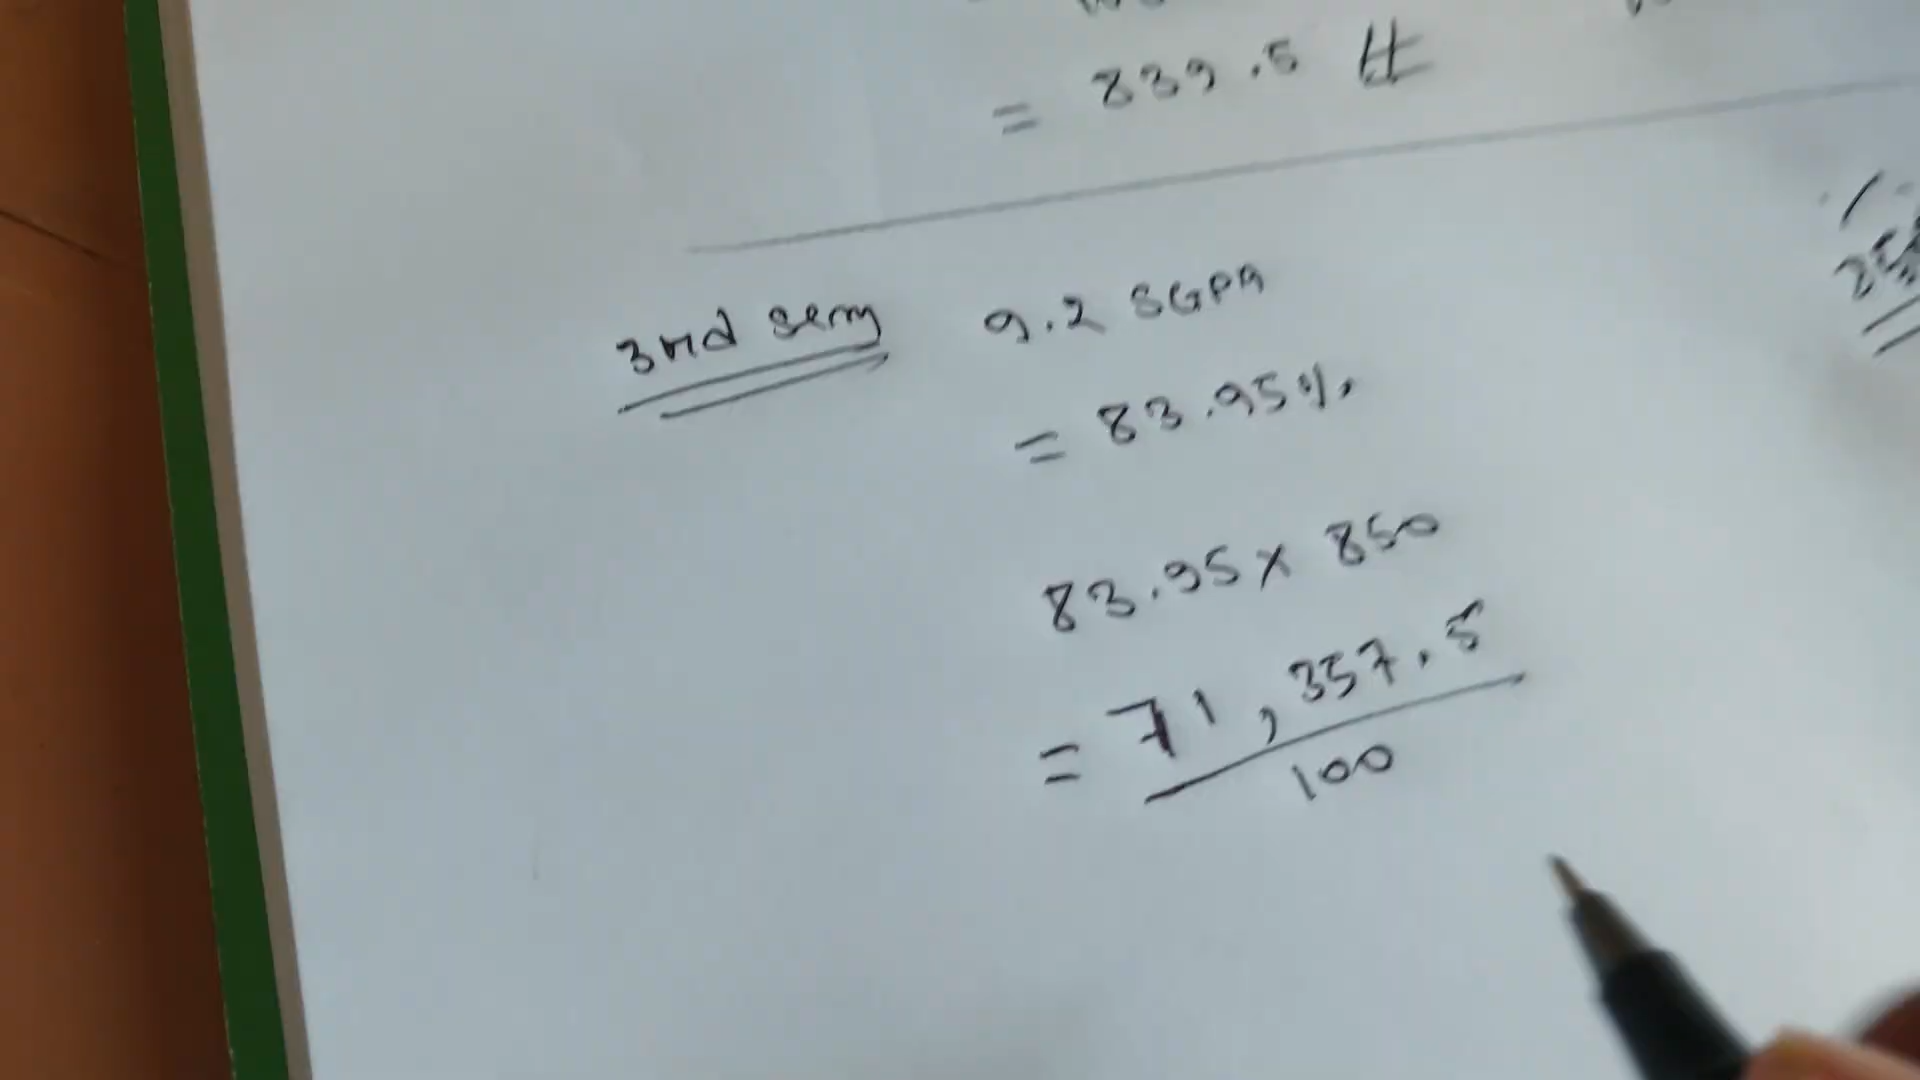 = 839.5 #
3rd sem 9.2 SGPA
= 83.95%
83.95 x 850
= 71,357.5
100